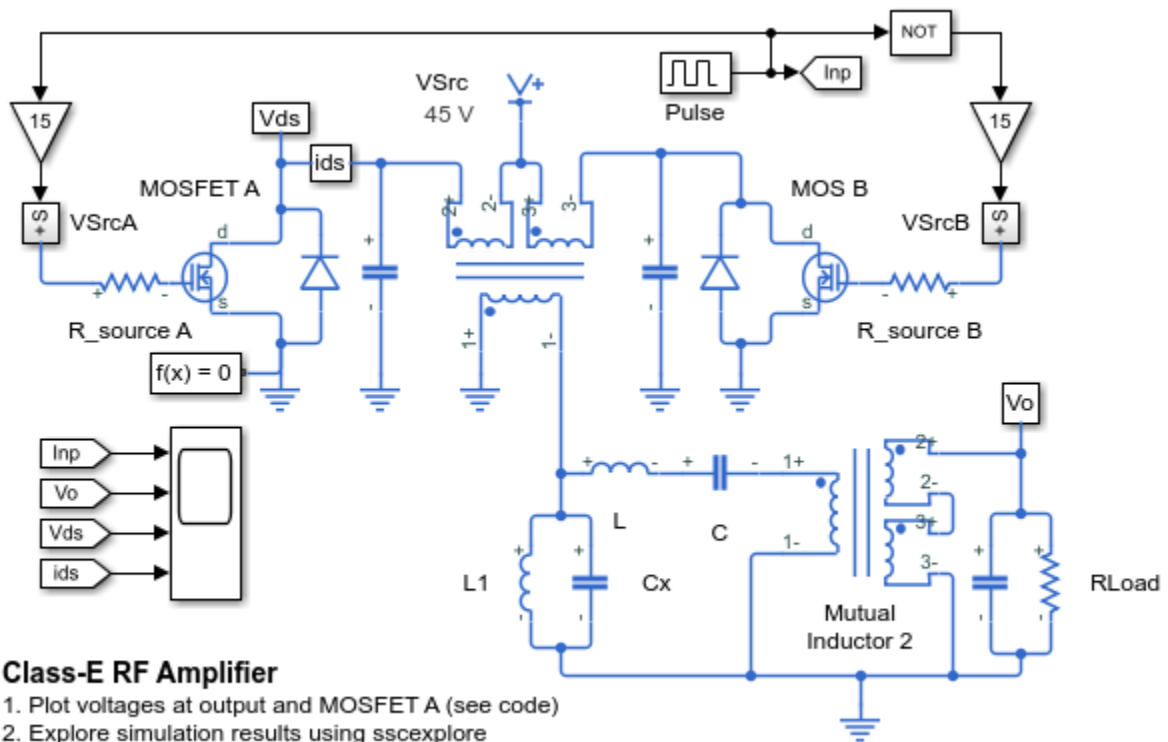 NOT
VSrc
45 V
Pulse
Inp
15
Vds
ids
15
MOSFET A
MOS B
VSrcA
VSrcB
+S
+S
2+
2-
3+
3-
d
s
d
s
+
-
+
-
+
-
-
+
R_source A
R_source B
1+
1-
f(x) = 0
Vo
Inp
Vo
Vds
ids
+
-
+
-
1+
1-
L
C
2+
2-
3+
3-
L1
+
-
+
-
Cx
+
-
+
-
RLoad
Mutual
Inductor 2
Class-E RF Amplifier
1. Plot voltages at output and MOSFET A (see code)
2. Explore simulation results using sscexplore